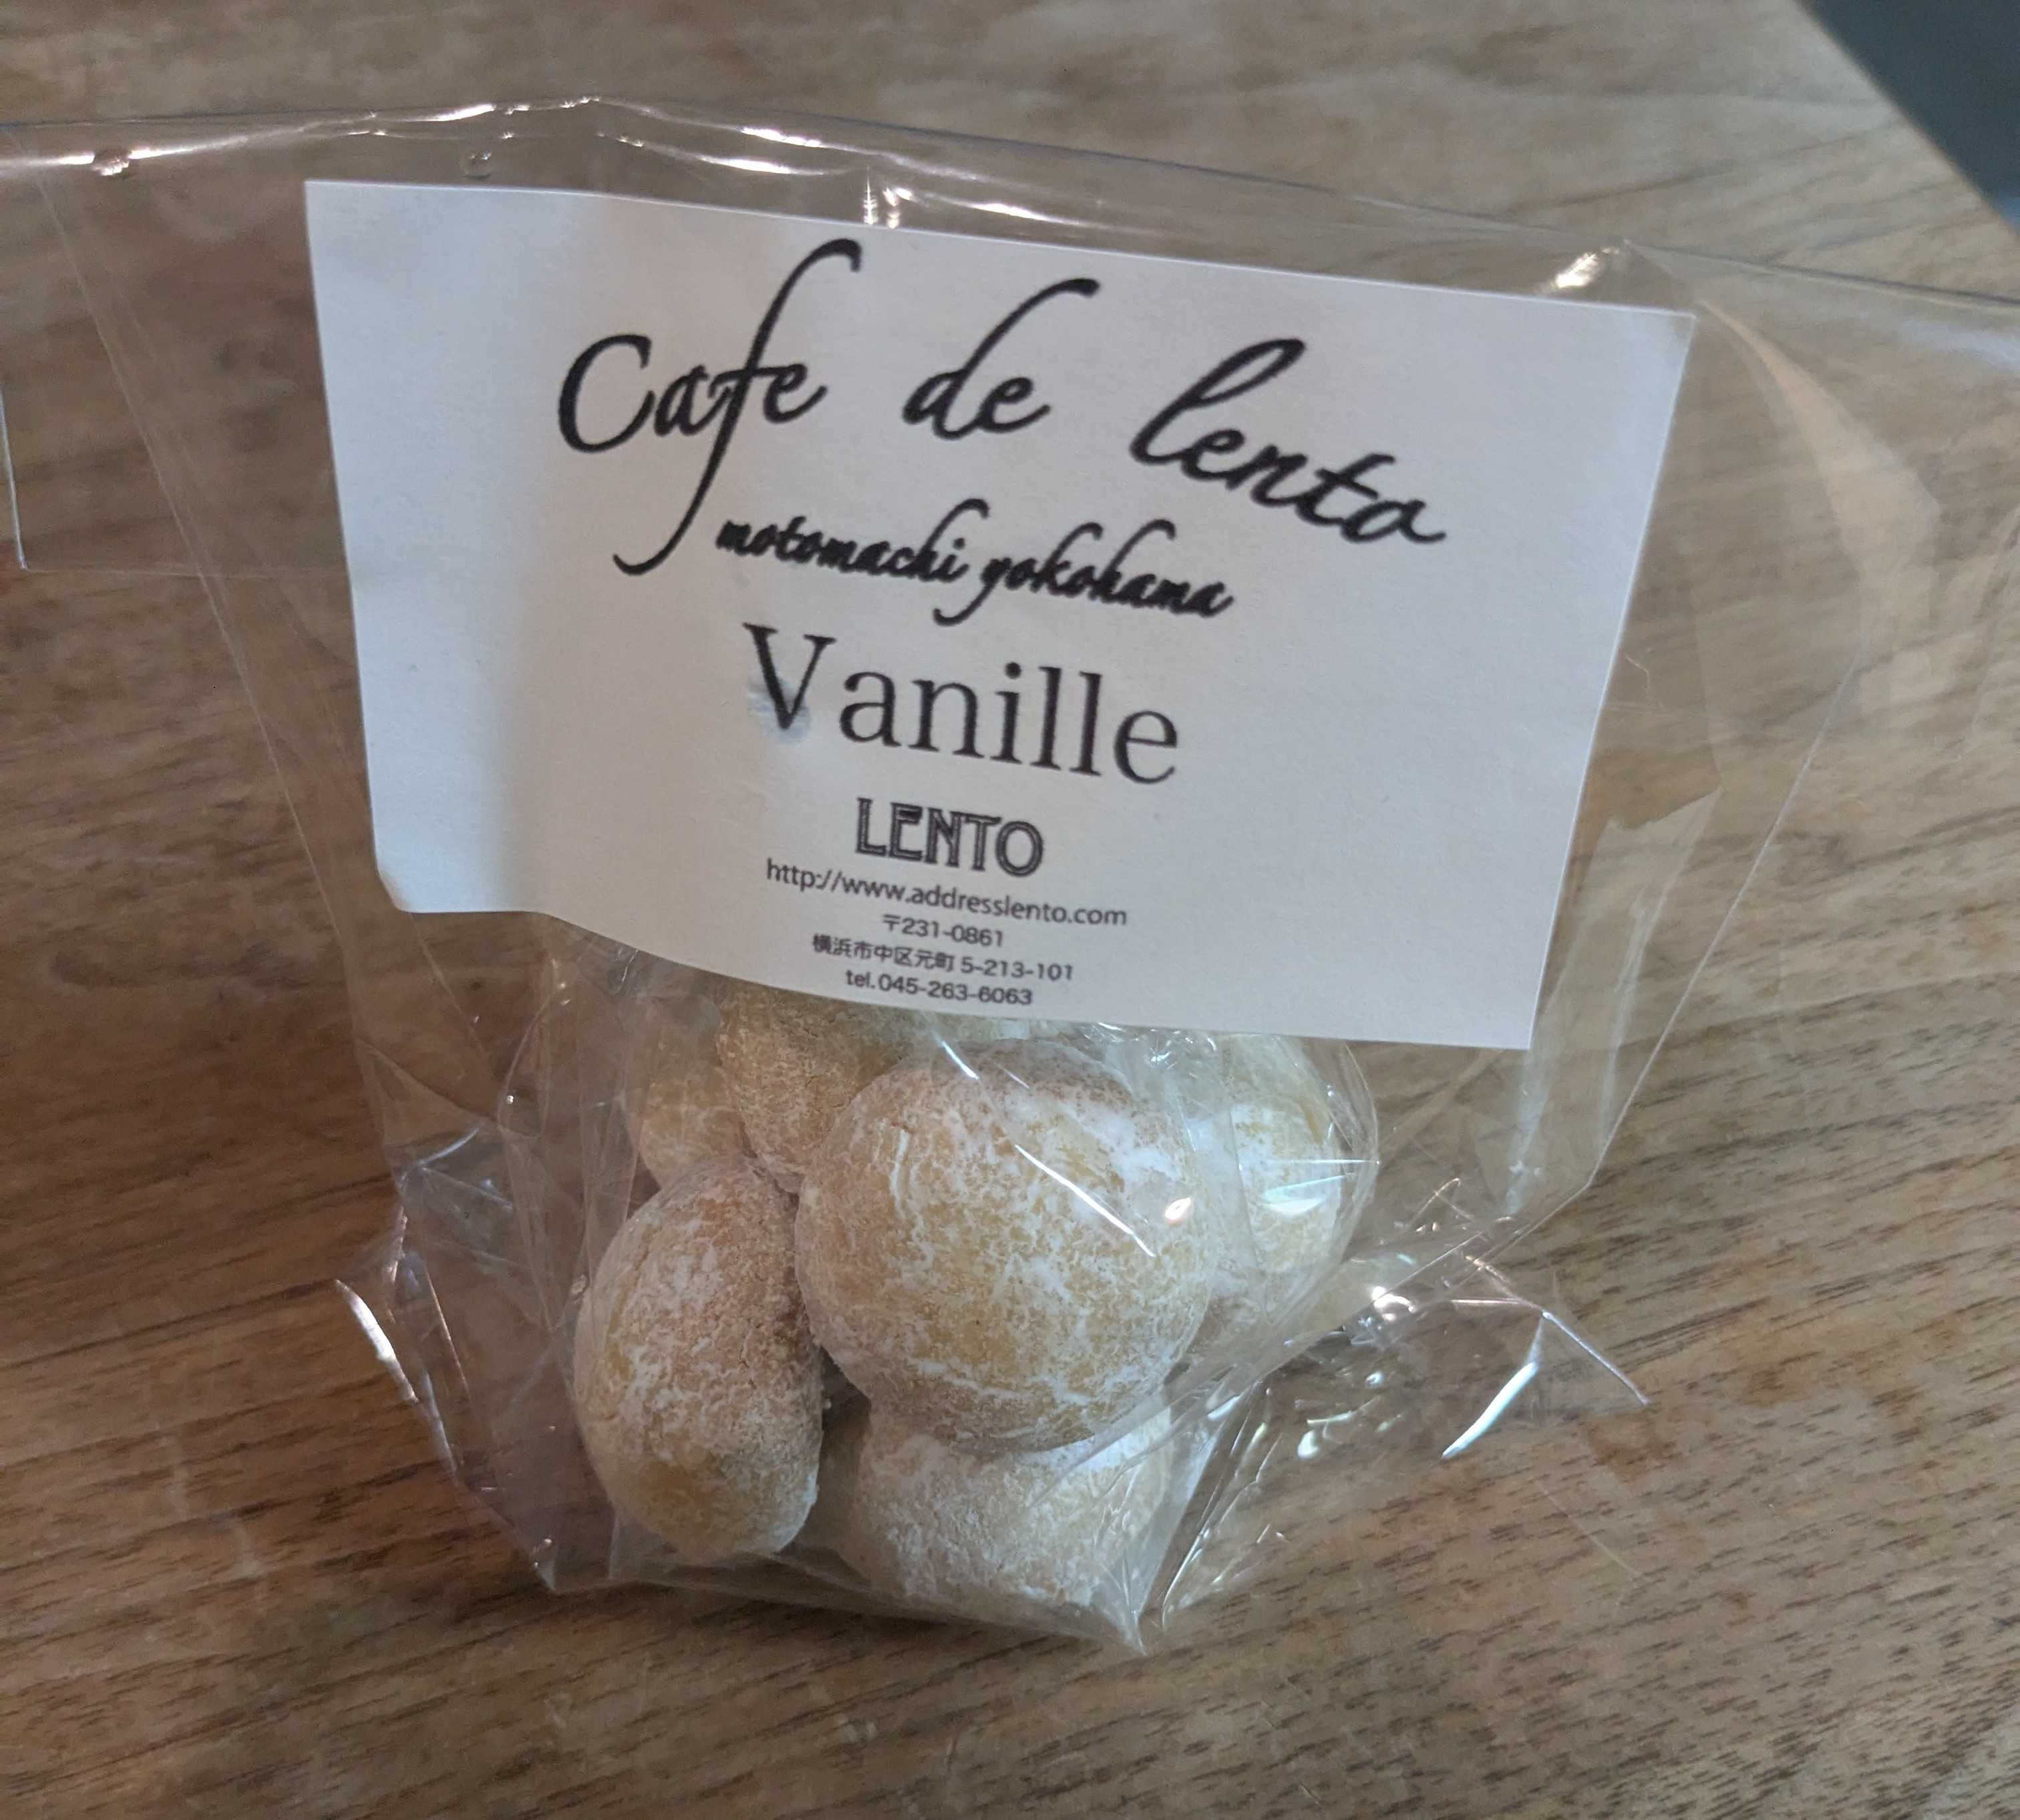 Cafe de lento
motomachi yokohama
Vanille
LENTO
http://www.addresslento.com
〒231-0861
横浜市中区元町 5-213-101
tel.045-263-6063